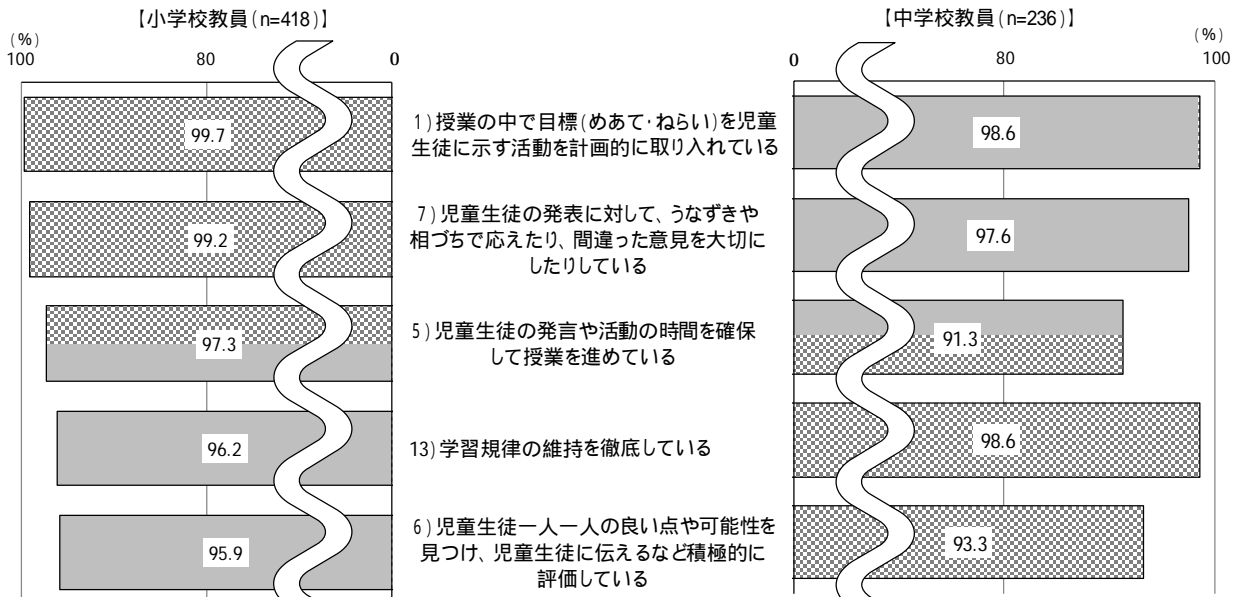 【小学校教員(n=418)】
【中学校教員(n=236)】
(%)
(%)
100
80
0
0
80
100
99.7
1)授業の中で目標(めあて・ねらい)を児童
生徒に示す活動を計画的に取り入れている
98.6
99.2
7)児童生徒の発表に対して、うなずきや
相づちで応えたり、間違った意見を大切に
したりしている
97.6
97.3
5)児童生徒の発言や活動の時間を確保
して授業を進めている
91.3
96.2
13)学習規律の維持を徹底している
98.6
95.9
6)児童生徒一人一人の良い点や可能性を
見つけ、児童生徒に伝えるなど積極的に
評価している
93.3